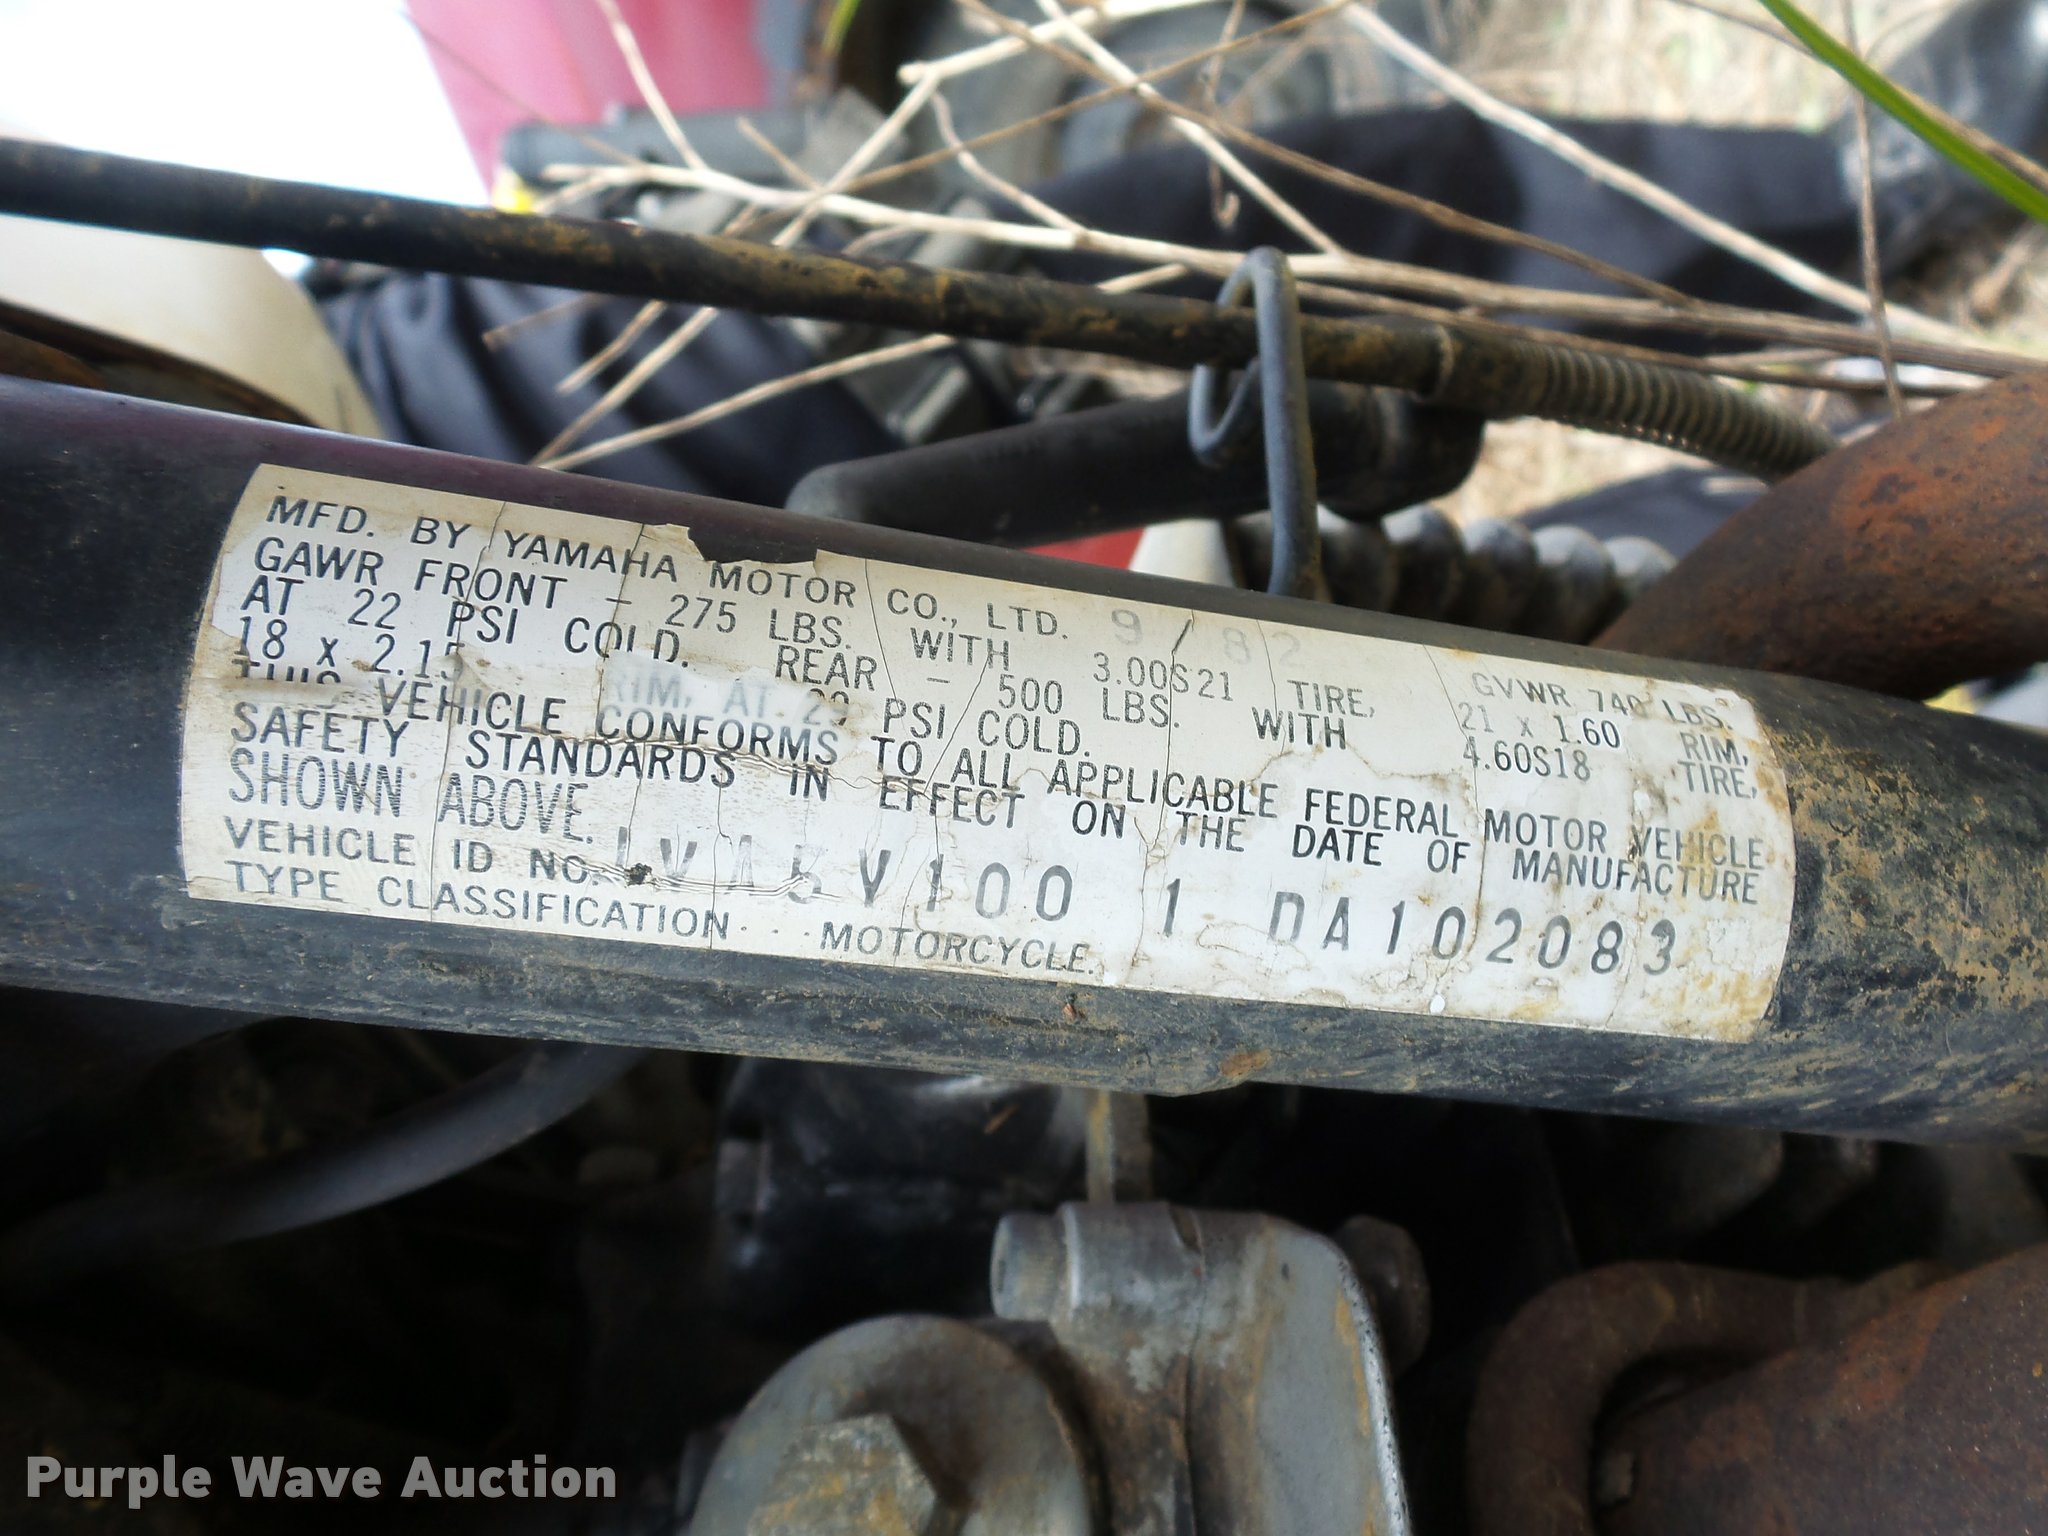 MFD. BY YAMAHA MOTOR CO., LTD. 9 / 82 GVWR 740 LBS.
GAWR FRONT - 275 LBS. WITH 3.00S21 TIRE, 21 x 1.60 RIM,
AT 22 PSI COLD. REAR - 500 LBS. WITH 4.60S18 TIRE,
18 x 2.15 RIM, AT PSI COLD.
THIS VEHICLE CONFORMS TO ALL APPLICABLE FEDERAL MOTOR VEHICLE
SAFETY STANDARDS IN EFFECT ON THE DATE OF MANUFACTURE
SHOWN ABOVE.
VEHICLE ID NO. 1 DA102083
TYPE CLASSIFICATION . . . MOTORCYCLE.
Purple Wave Auction